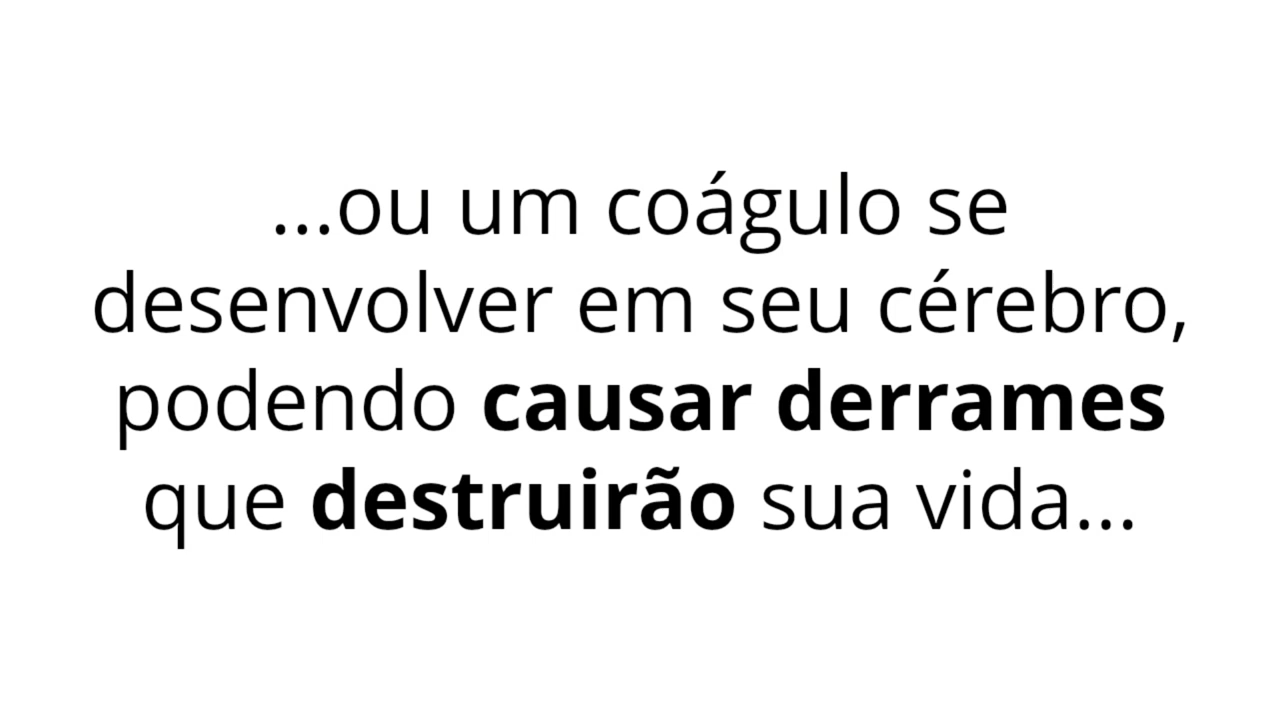 ...ou um coágulo se
desenvolver em seu cérebro,
podendo causar derrames
que destruirão sua vida...